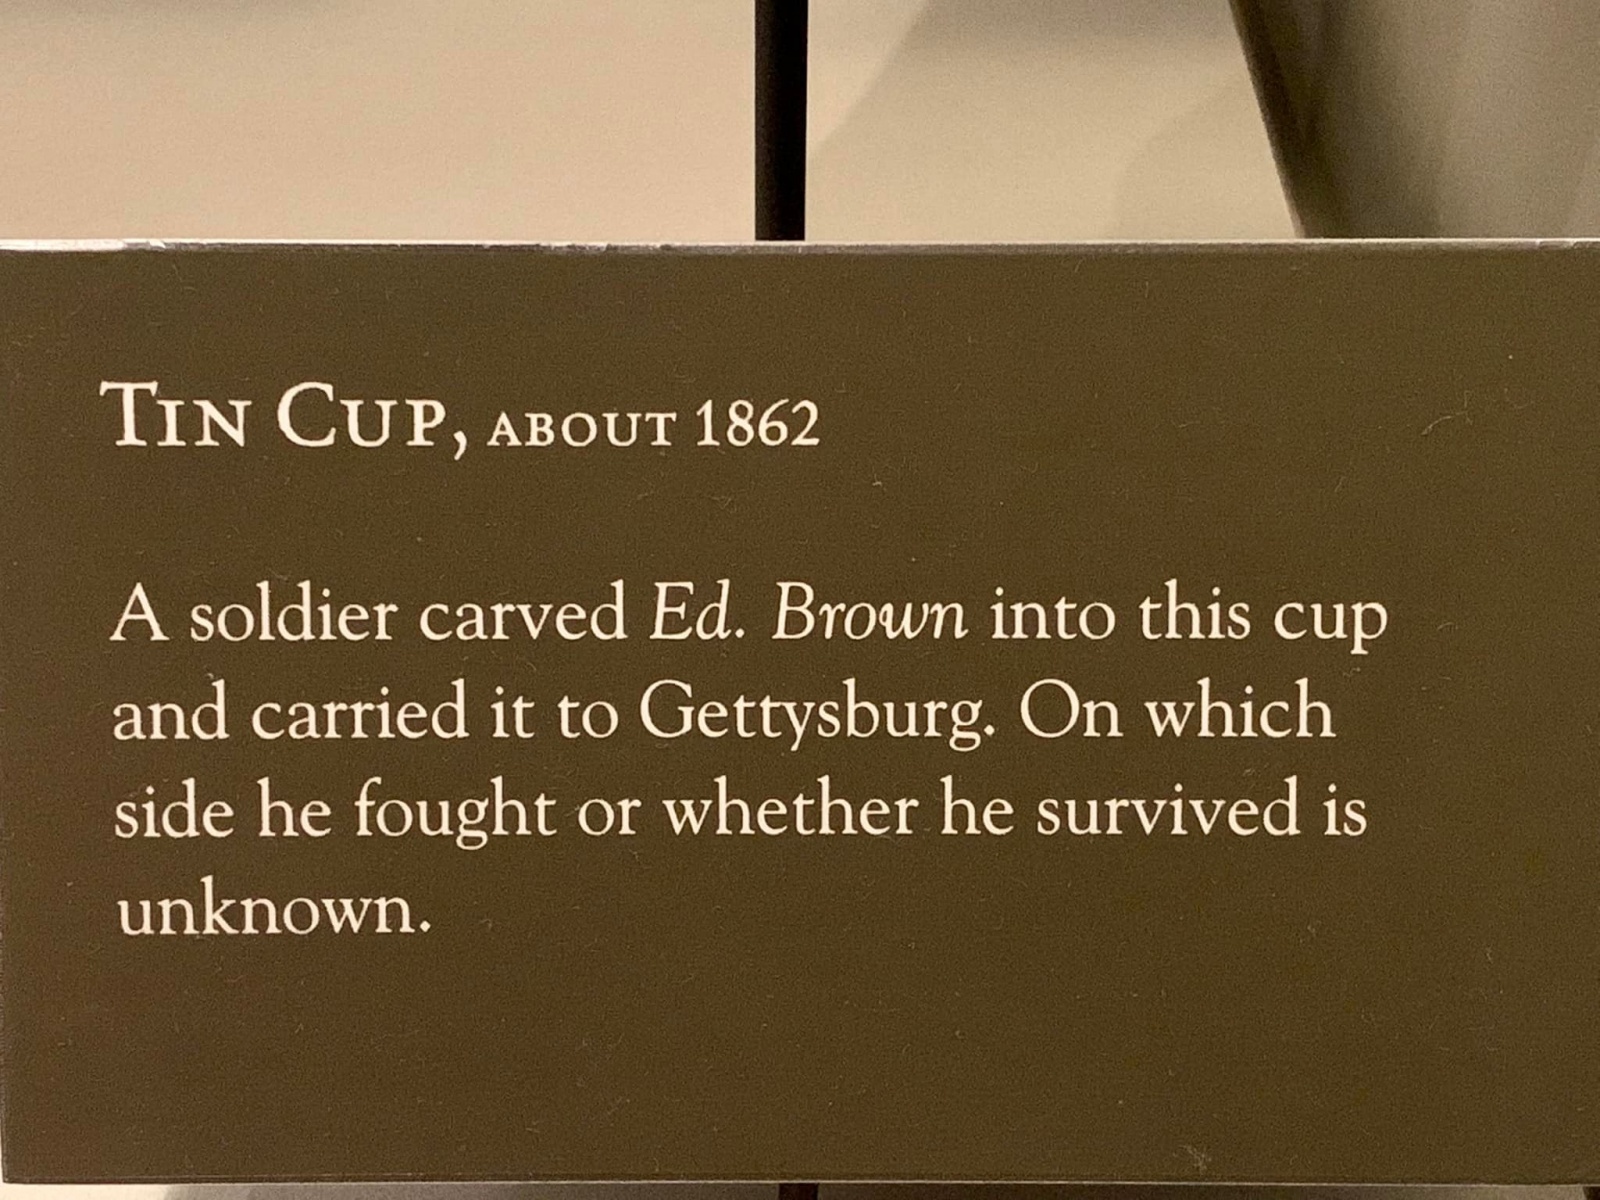 Tin Cup, about 1862
A soldier carved Ed. Brown into this cup
and carried it to Gettysburg. On which
side he fought or whether he survived is
unknown.